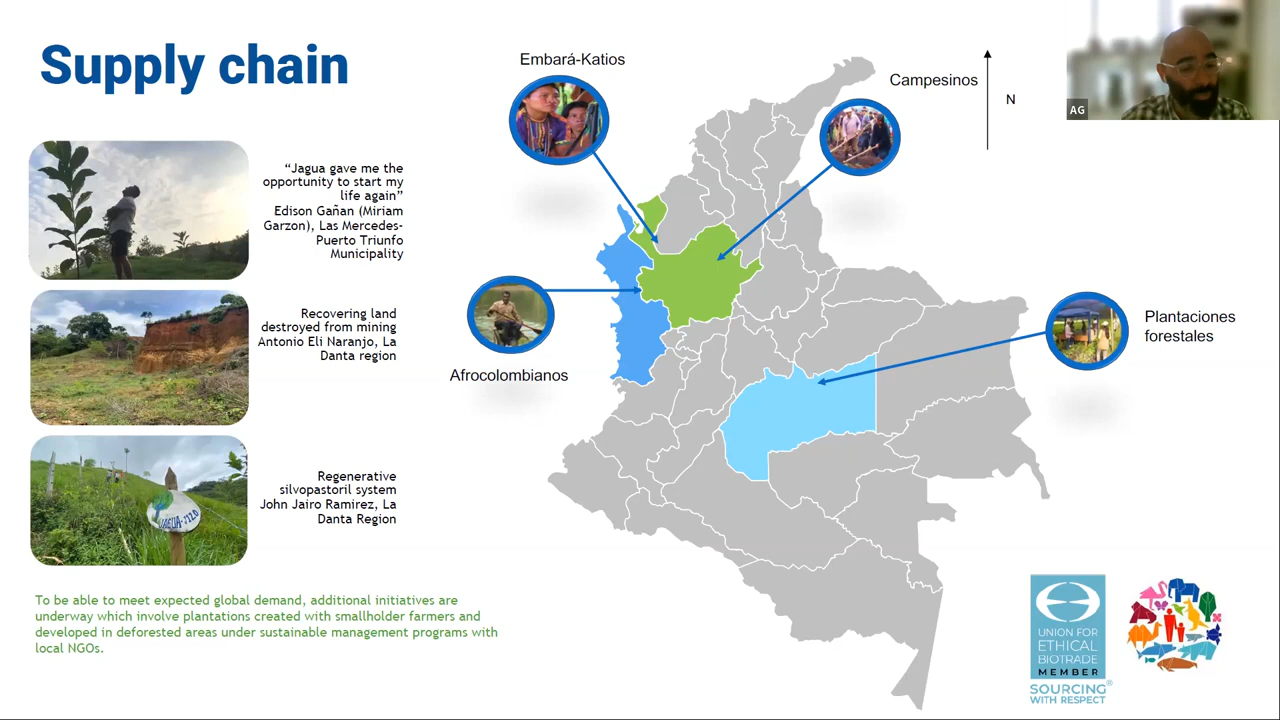 Supply chain
Embará-Katios
Campesinos
N
AG
“Jagua gave me the
opportunity to start my
life again”
Edison Gañan (Miriam
Garzon), Las Mercedes-
Puerto Triunfo
Municipality
Recovering land
destroyed from mining
Antonio Eli Naranjo, La
Danta region
Afrocolombianos
Plantaciones
forestales
Regenerative
silvopastoril system
John Jairo Ramirez, La
Danta Region
To be able to meet expected global demand, additional initiatives are
underway which involve plantations created with smallholder farmers and
developed in deforested areas under sustainable management programs with
local NGOs.
UNION FOR
ETHICAL
BIOTRADE
MEMBER
SOURCING®
WITH RESPECT